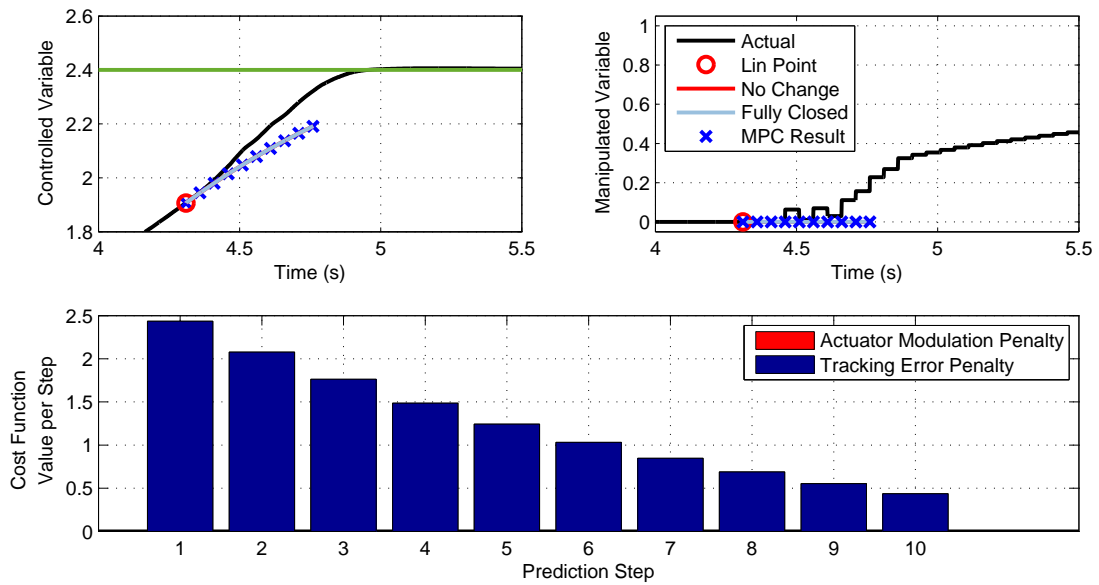 2.6
2.4
2.2
2
1.8
Controlled Variable
4
4.5
5
5.5
Time (s)
1
0.8
0.6
0.4
0.2
0
Manipulated Variable
4
4.5
5
5.5
Time (s)
Actual
Lin Point
No Change
Fully Closed
MPC Result
2.5
2
1.5
1
0.5
0
Cost Function
Value per Step
Actuator Modulation Penalty
Tracking Error Penalty
1
2
3
4
5
6
7
8
9
10
Prediction Step